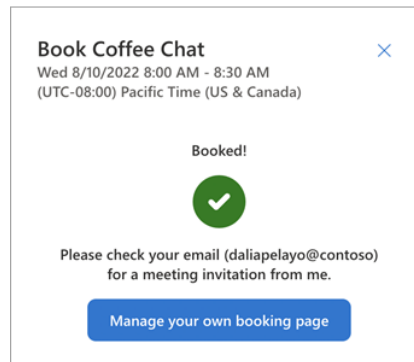 Book Coffee Chat
Wed 8/10/2022 8:00 AM - 8:30 AM
(UTC-08:00) Pacific Time (US & Canada)
Booked!
Please check your email (daliapelayo@contoso)
for a meeting invitation from me.
Manage your own booking page